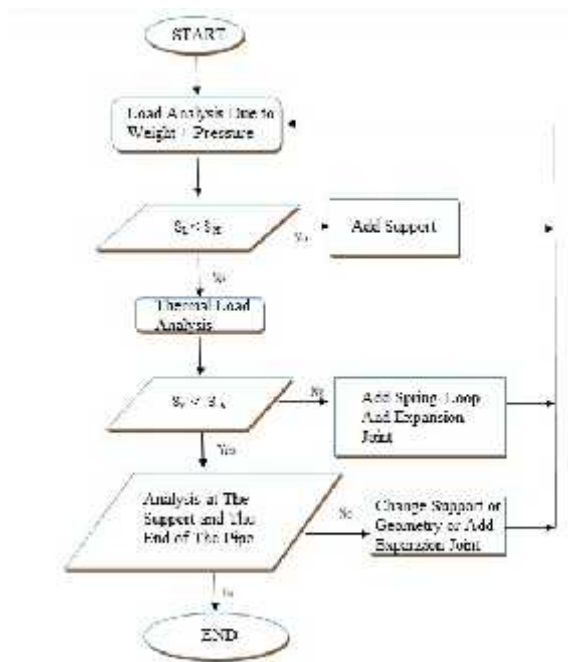 START
Load Analysis Due to
Weight + Pressure
No
Add Support
Thermal Load
Analysis
No
Add Spring, Loop
And Expansion
Joint
Yes
Analysis at The
Support and The
End of The Pipe
No
Change Support or
Geometry or Add
Expansion Joint
END